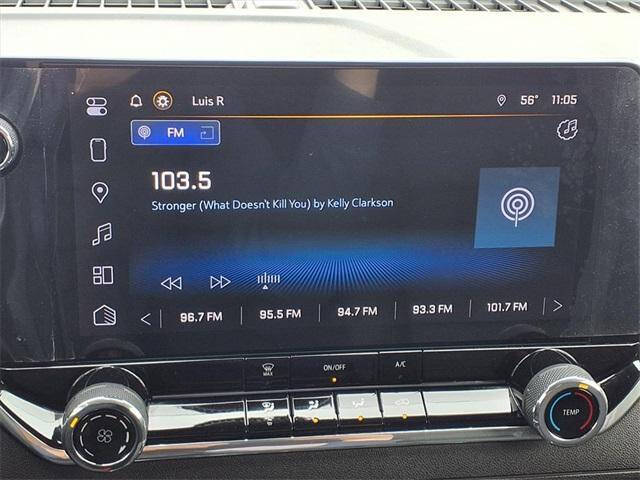 Luis R 56° 11:05
FM
103.5
Stronger (What Doesn't Kill You) by Kelly Clarkson
96.7 FM 95.5 FM 94.7 FM 93.3 FM 101.7 FM
MAX ON/OFF A/C
TEMP